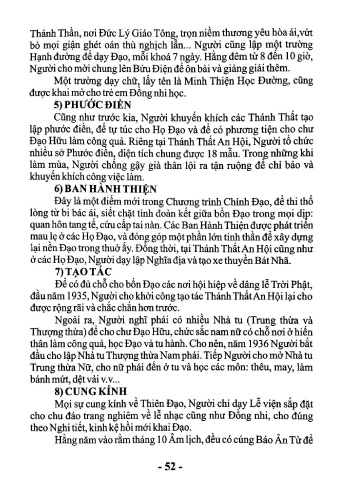 Thánh Thần, nơi Đức Lý Giáo Tông, trọn niềm thương yêu hòa ái, vứt
bỏ mọi giận ghét oán thù nghịch lẫn... Người cũng lập một trường
Hạnh đường để dạy Đạo, mỗi khoá 7 ngày. Hằng đêm từ 8 đến 10 giờ,
Người cho mời chung lên Bửu Điện để ôn bài và giảng giải thêm.
Một trường dạy chữ, lấy tên là Minh Thiện Học Đường, cũng
được khai mở cho trẻ em Đồng nhi học.
5) PHƯỚC ĐIỀN
Cũng như trước kia, Người khuyến khích các Thánh Thất tạo
lập phước điền, để tự túc cho Họ Đạo và để có phương tiện cho chư
Đạo Hữu làm công quả. Riêng tại Thánh Thất An Hội, Người tổ chức
nhiều sở Phước điền, diện tích chung được 18 mẫu. Trong những khi
làm mùa, Người chống gậy già thân lội ra tận ruộng để chỉ bảo và
khuyến khích công việc làm.
6) BAN HÀNH THIỆN
Đây là một điểm mới trong Chương trình Chỉnh Đạo, để thi thố
lòng từ bi bác ái, siết chặt tình đoàn kết giữa bổn Đạo trong mọi dịp:
quan hôn tang tế, cứu cấp tai nàn. Các Ban Hành Thiện được phát triển
mau lẹ ở các Họ Đạo, và đóng góp một phần lớn tinh thần để xây dựng
lại nền Đạo trong thuở ấy. Đồng thời, tại Thánh Thất An Hội cũng như
ở các Họ Đạo, Người dạy lập Nghĩa địa và tạo xe thuyền Bát Nhã.
7) TẠO TÁC
Để có đủ chỗ cho bổn Đạo các nơi hội hiệp về dâng lễ Trời Phật,
đầu năm 1935, Người cho khởi công tạo tác Thánh Thất An Hội lại cho
được rộng rãi và chắc chắn hơn trước.
Ngoài ra, Người nghĩ phải có nhiều Nhà tu (Trung thừa và
Thượng thừa) để cho chư Đạo Hữu, chức sắc nam nữ có chỗ nơi ở hiến
thân làm công quả, học Đạo và tu hành. Cho nên, năm 1936 Người bắt
đầu cho lập Nhà tu Thượng thừa Nam phái. Tiếp Người cho mở Nhà tu
Trung thừa Nữ, cho nữ phái đến ở tu và học các môn: thêu, may, làm
bánh mứt, dệt vải v.v...
8) CUNG KÍNH
Mọi sự cung kính về Thiên Đạo, Người chỉ dạy Lễ viện sắp đặt
cho chu đáo trang nghiêm về lễ nhạc cũng như Đồng nhi, cho đúng
theo Nghi tiết, kinh kệ hồi mới khai Đạo.
Hằng năm vào rằm tháng 10 Âm lịch, đều có cúng Báo Ân Từ để
- 52 -